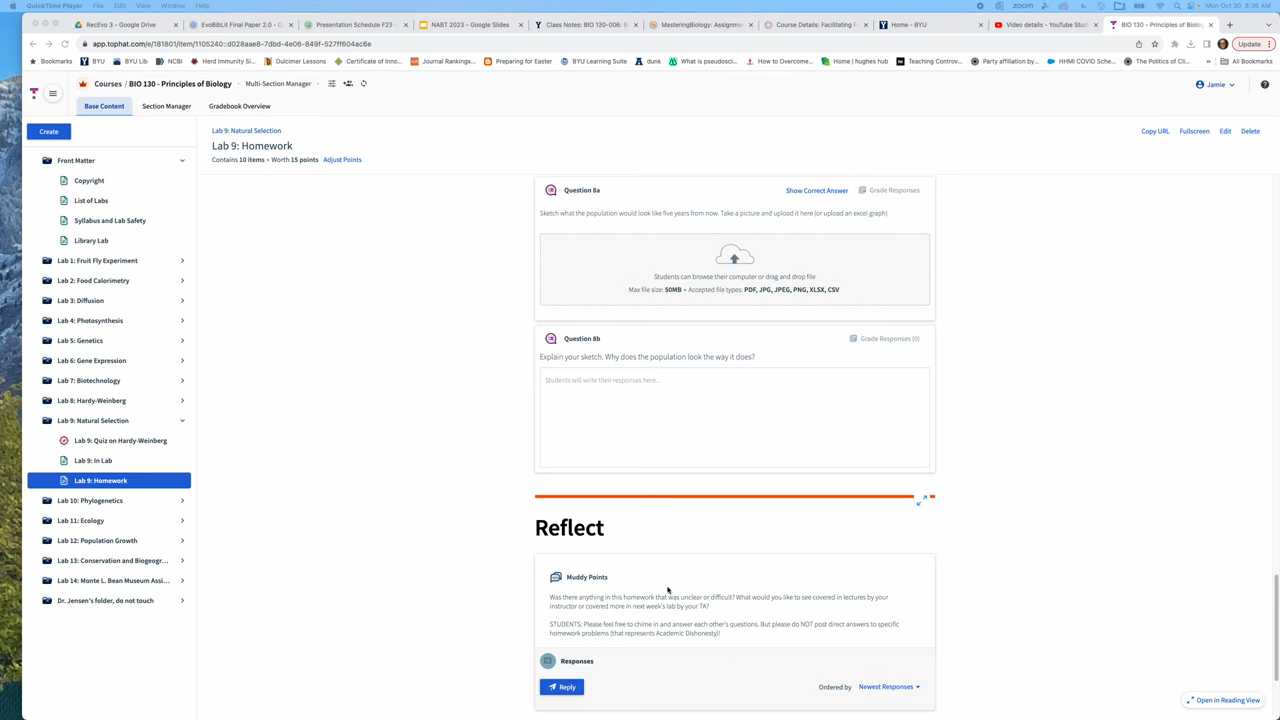 QuickTime Player File Edit View Window Help
zoom
Mon Oct 30 8:36 AM
RecEvo 3 - Google Drive
EvoBibLit Final Paper 2.0 - G
Presentation Schedule F23 -
NABT 2023 - Google Slides
Class Notes: BIO 130-006: B
MasteringBiology: Assignme
Course Details: Facilitating F
Home - BYU
Video details - YouTube Stud
BIO 130 - Principles of Biolog
app.tophat.com/e/181801/item/1105240::d028aae8-7dbd-4e06-849f-527ff604ac6e
Update
Bookmarks
BYU
BYU Lib
NCBI
Herd Immunity Si...
Dulcimer Lessons
Certificate of Inno...
Journal Rankings...
Preparing for Easter
BYU Learning Suite
dunk
What is pseudosci...
How to Overcome...
Home | hughes hub
Teaching Controv...
Party affiliation by...
HHMI COVID Sche...
The Politics of Cli...
»
All Bookmarks
Courses / BIO 130 - Principles of Biology
Multi-Section Manager
Jamie
Base Content
Section Manager
Gradebook Overview
Create
Front Matter
Copyright
List of Labs
Syllabus and Lab Safety
Library Lab
Lab 1: Fruit Fly Experiment
Lab 2: Food Calorimetry
Lab 3: Diffusion
Lab 4: Photosynthesis
Lab 5: Genetics
Lab 6: Gene Expression
Lab 7: Biotechnology
Lab 8: Hardy-Weinberg
Lab 9: Natural Selection
Lab 9: Quiz on Hardy-Weinberg
Lab 9: In Lab
Lab 9: Homework
Lab 10: Phylogenetics
Lab 11: Ecology
Lab 12: Population Growth
Lab 13: Conservation and Biogeogr...
Lab 14: Monte L. Bean Museum Assi...
Dr. Jensen's folder, do not touch
Lab 9: Natural Selection
Copy URL
Fullscreen
Edit
Delete
Lab 9: Homework
Contains 10 items • Worth 15 points Adjust Points
Question 8a
Show Correct Answer
Grade Responses
Sketch what the population would look like five years from now. Take a picture and upload it here (or upload an excel graph)
Students can browse their computer or drag and drop file
Max file size: 50MB • Accepted file types: PDF, JPG, JPEG, PNG, XLSX, CSV
Question 8b
Grade Responses (0)
Explain your sketch. Why does the population look the way it does?
Students will write their responses here...
Reflect
Muddy Points
Was there anything in this homework that was unclear or difficult? What would you like to see covered in lectures by your
instructor or covered more in next week's lab by your TA?
STUDENTS: Please feel free to chime in and answer each other's questions. But please do NOT post direct answers to specific
homework problems (that represents Academic Dishonesty)!
Responses
Reply
Ordered by Newest Responses
Open in Reading View